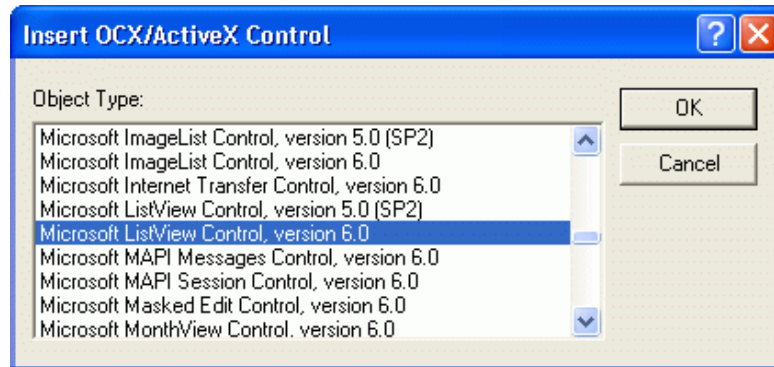 Insert OCX/ActiveX Control
Object Type:
Microsoft ImageList Control, version 5.0 (SP2)
Microsoft ImageList Control, version 6.0
Microsoft Internet Transfer Control, version 6.0
Microsoft ListView Control, version 5.0 (SP2)
Microsoft ListView Control, version 6.0
Microsoft MAPI Messages Control, version 6.0
Microsoft MAPI Session Control, version 6.0
Microsoft Masked Edit Control, version 6.0
Microsoft MonthView Control, version 6.0
OK
Cancel